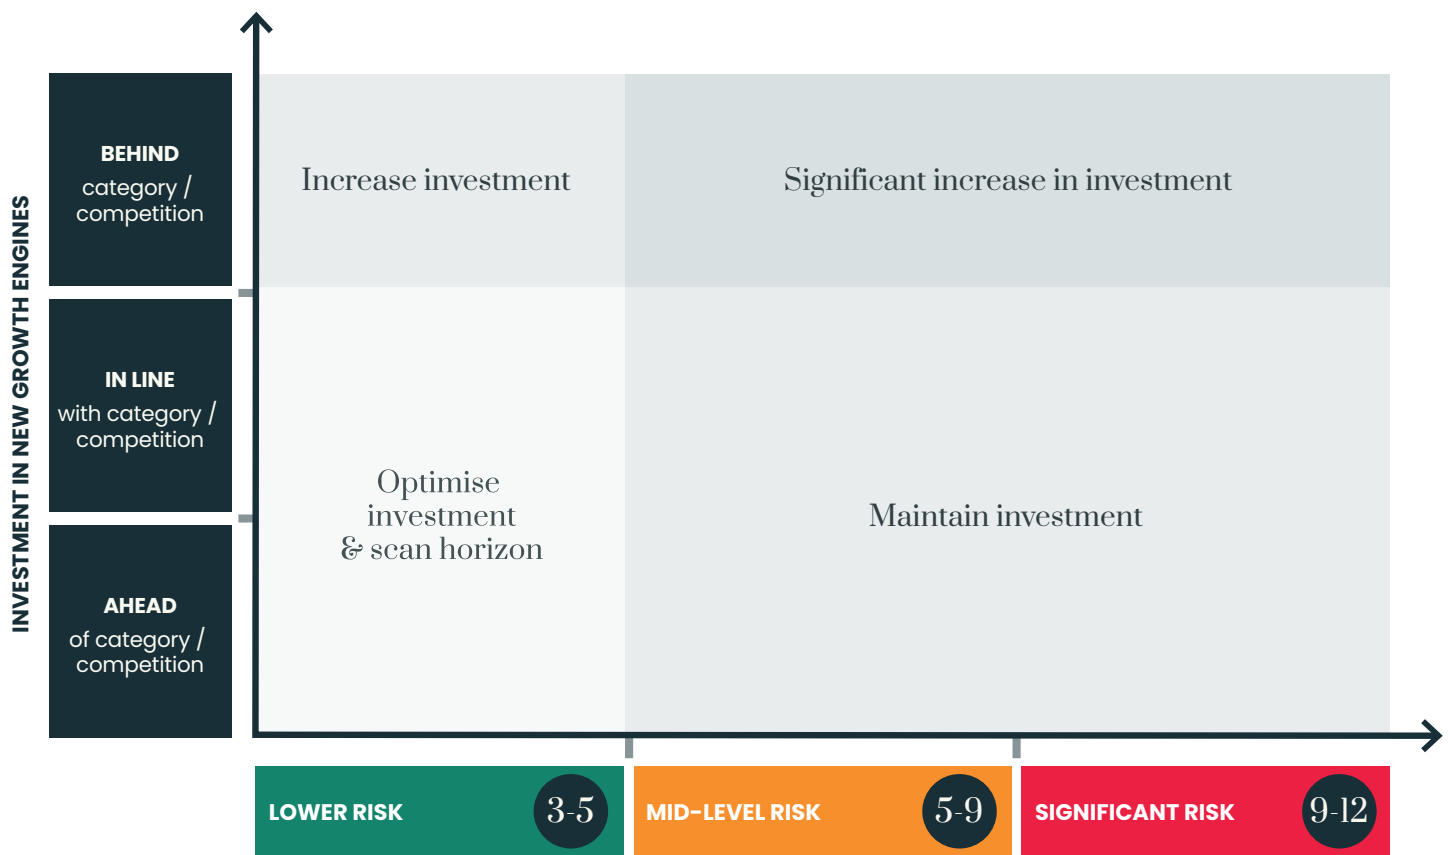 INVESTMENT IN NEW GROWTH ENGINES
BEHIND
category /
competition
Increase investment
Significant increase in investment
IN LINE
with category /
competition
Optimise
investment
& scan horizon
Maintain investment
AHEAD
of category /
competition
LOWER RISK 3-5
MID-LEVEL RISK 5-9
SIGNIFICANT RISK 9-12